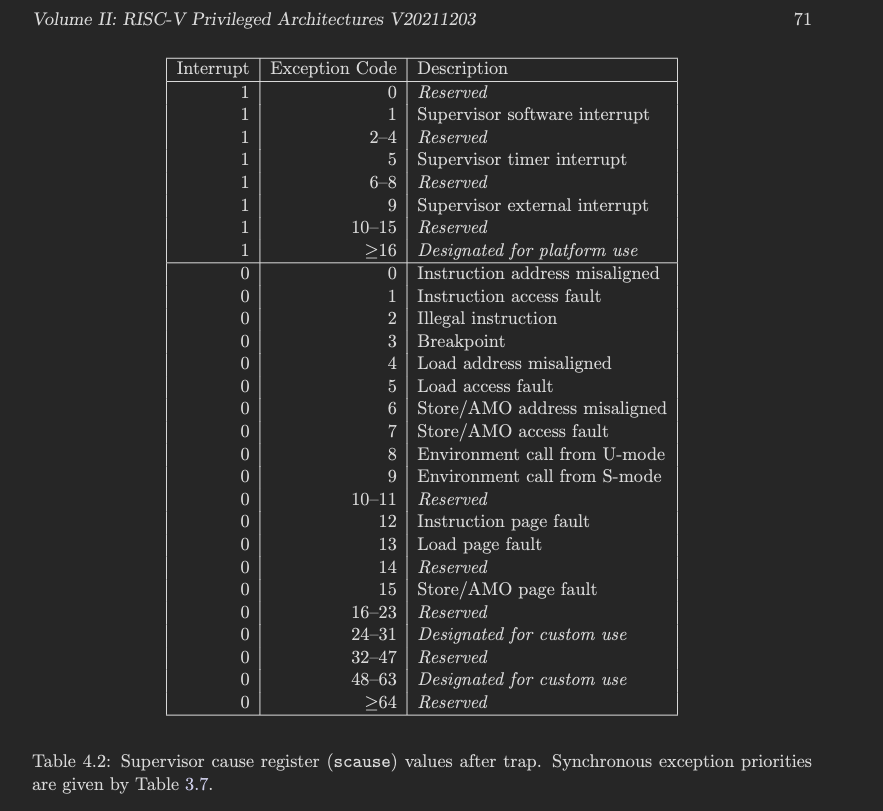 Volume II: RISC-V Privileged Architectures V20211203 71
Interrupt Exception Code Description
1 0 Reserved
1 1 Supervisor software interrupt
1 2–4 Reserved
1 5 Supervisor timer interrupt
1 6–8 Reserved
1 9 Supervisor external interrupt
1 10–15 Reserved
1 ≥16 Designated for platform use
0 0 Instruction address misaligned
0 1 Instruction access fault
0 2 Illegal instruction
0 3 Breakpoint
0 4 Load address misaligned
0 5 Load access fault
0 6 Store/AMO address misaligned
0 7 Store/AMO access fault
0 8 Environment call from U-mode
0 9 Environment call from S-mode
0 10–11 Reserved
0 12 Instruction page fault
0 13 Load page fault
0 14 Reserved
0 15 Store/AMO page fault
0 16–23 Reserved
0 24–31 Designated for custom use
0 32–47 Reserved
0 48–63 Designated for custom use
0 ≥64 Reserved
Table 4.2: Supervisor cause register (scause) values after trap. Synchronous exception priorities
are given by Table 3.7.